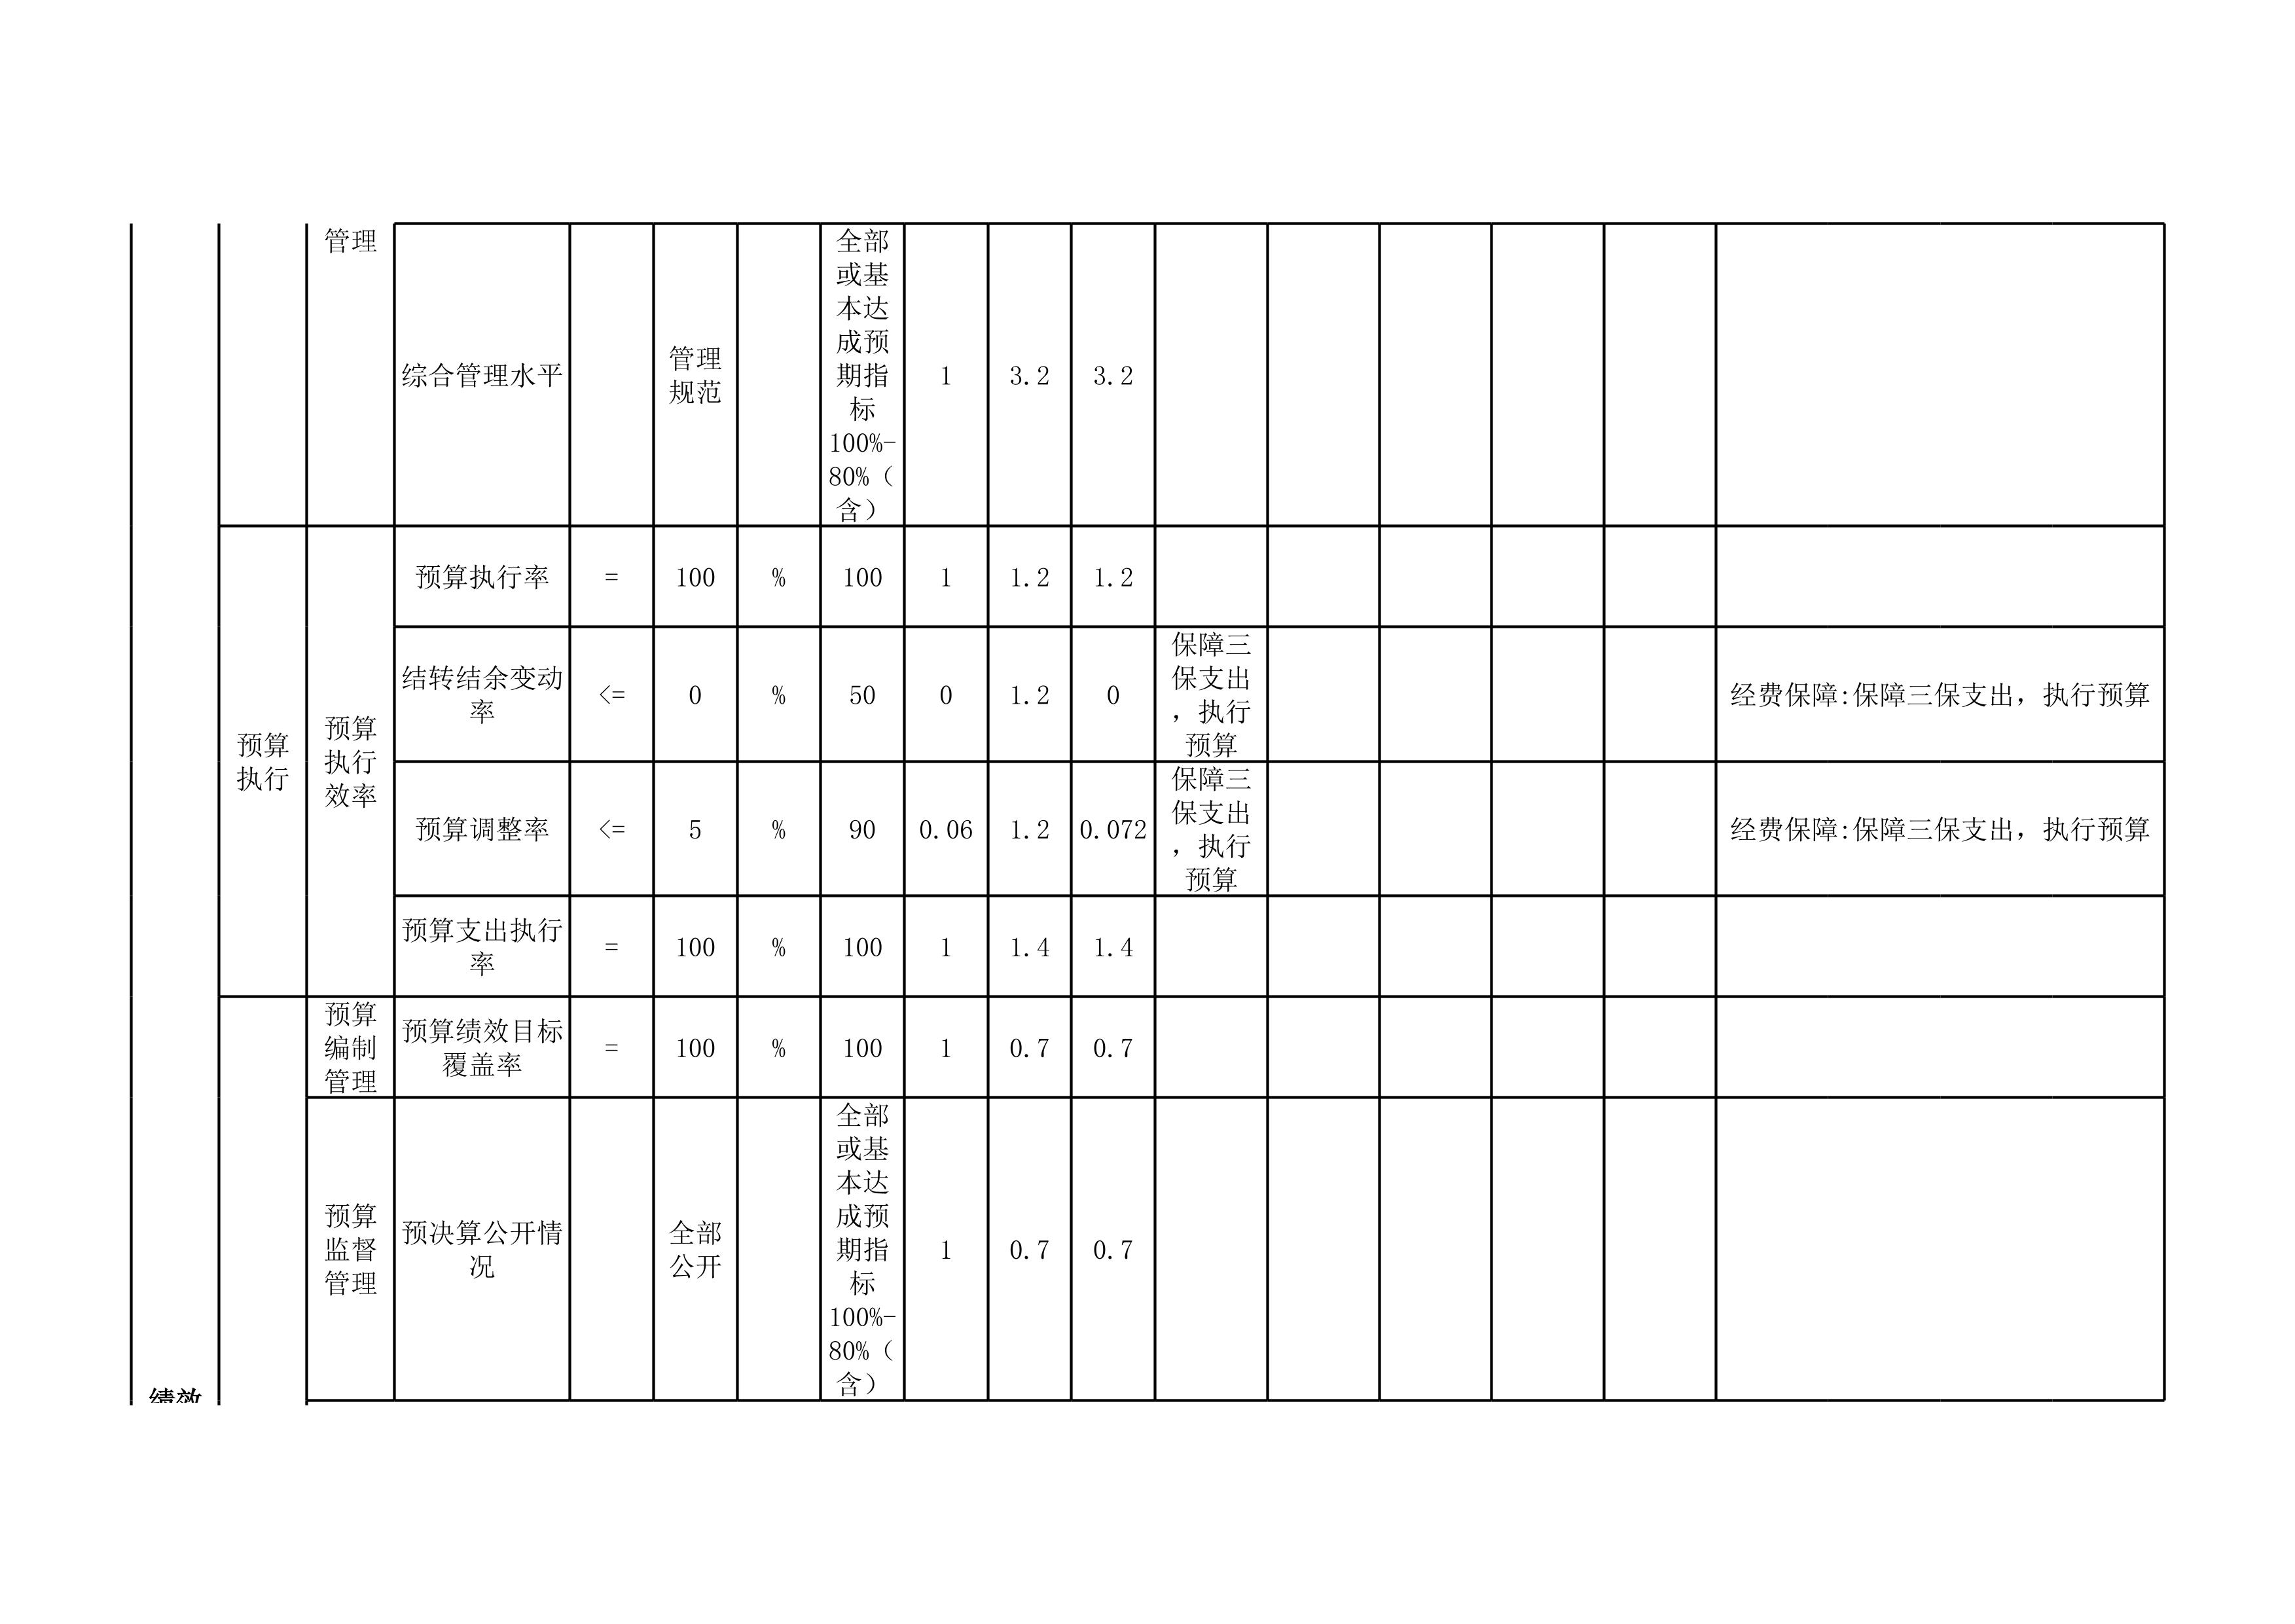 管理
综合管理水平
管理
规范
全部
或基
本达
成预
期指
标
100%-
80%（
含）
1
3.2
3.2
预算
执行
预算
执行
效率
预算执行率
=
100
%
100
1
1.2
1.2
结转结余变动
率
<=
0
%
50
0
1.2
0
保障三
保支出
，执行
预算
经费保障:保障三保支出，执行预算
预算调整率
<=
5
%
90
0.06
1.2
0.072
保障三
保支出
，执行
预算
经费保障:保障三保支出，执行预算
预算支出执行
率
=
100
%
100
1
1.4
1.4
预算
编制
管理
预算绩效目标
覆盖率
=
100
%
100
1
0.7
0.7
预算
监督
管理
预决算公开情
况
全部
公开
全部
或基
本达
成预
期指
标
100%-
80%（
含）
1
0.7
0.7
绩效